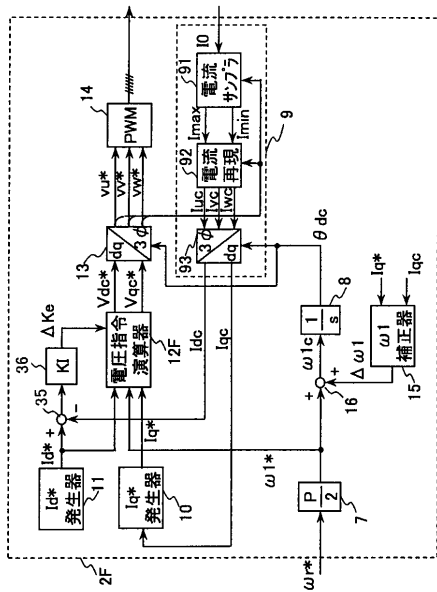 2F
ωr*
7
P
2
ω1*
Id*
発生器
11
Iq*
発生器
10
Id*
+
35
-
36
KI
ΔKe
電圧指令
演算器
12F
Iq*
Idc
Iqc
Vdc*
Vqc*
13
dq
3φ
vu*
vv*
vw*
14
PWM
I0
91
電流
サンプラ
Imax
Imin
92
電流
再現
Iuc
Ivc
Iwc
93
3φ
dq
9
θdc
8
1
s
ω1c
+
+
16
Δω1
ω1
補正器
15
Iq*
Iqc